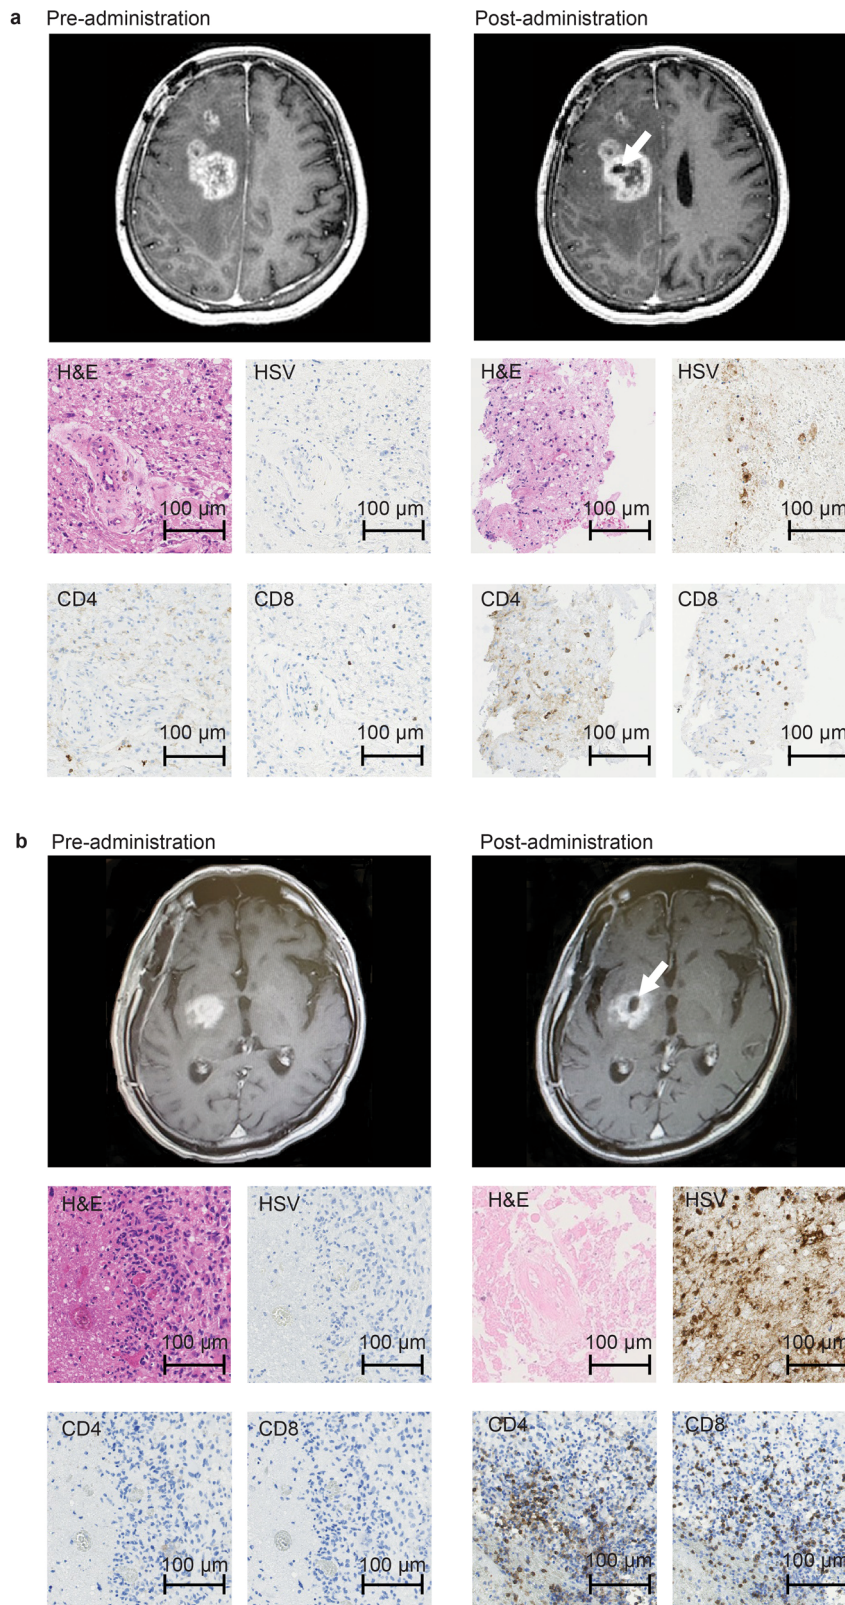 a Pre-administration Post-administration
H&E HSV H&E HSV
100 µm 100 µm 100 µm 100 µm
CD4 CD8 CD4 CD8
100 µm 100 µm 100 µm 100 µm
b Pre-administration Post-administration
H&E HSV H&E HSV
100 µm 100 µm 100 µm 100 µm
CD4 CD8 CD4 CD8
100 µm 100 µm 100 µm 100 µm